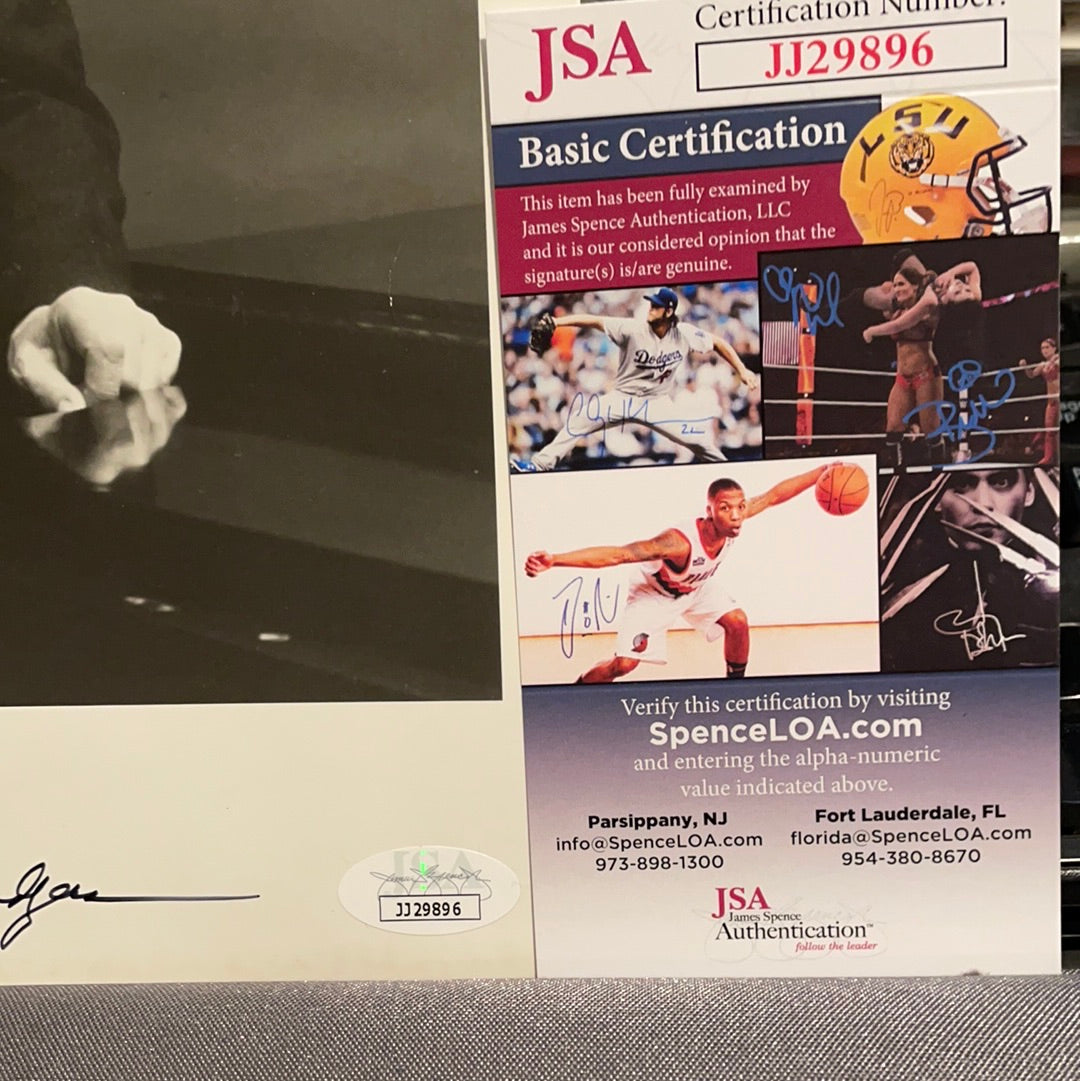 Certification Number:
JSA
JJ29896
Basic Certification
LSU
This item has been fully examined by
James Spence Authentication, LLC
and it is our considered opinion that the
signature(s) is/are genuine.
Dodgers
Verify this certification by visiting
SpenceLOA.com
and entering the alpha-numeric
value indicated above.
Parsippany, NJ
info@SpenceLOA.com
973-898-1300
Fort Lauderdale, FL
florida@SpenceLOA.com
954-380-8670
JSA
James Spence
Authentication™
follow the leader
JSA
JJ29896